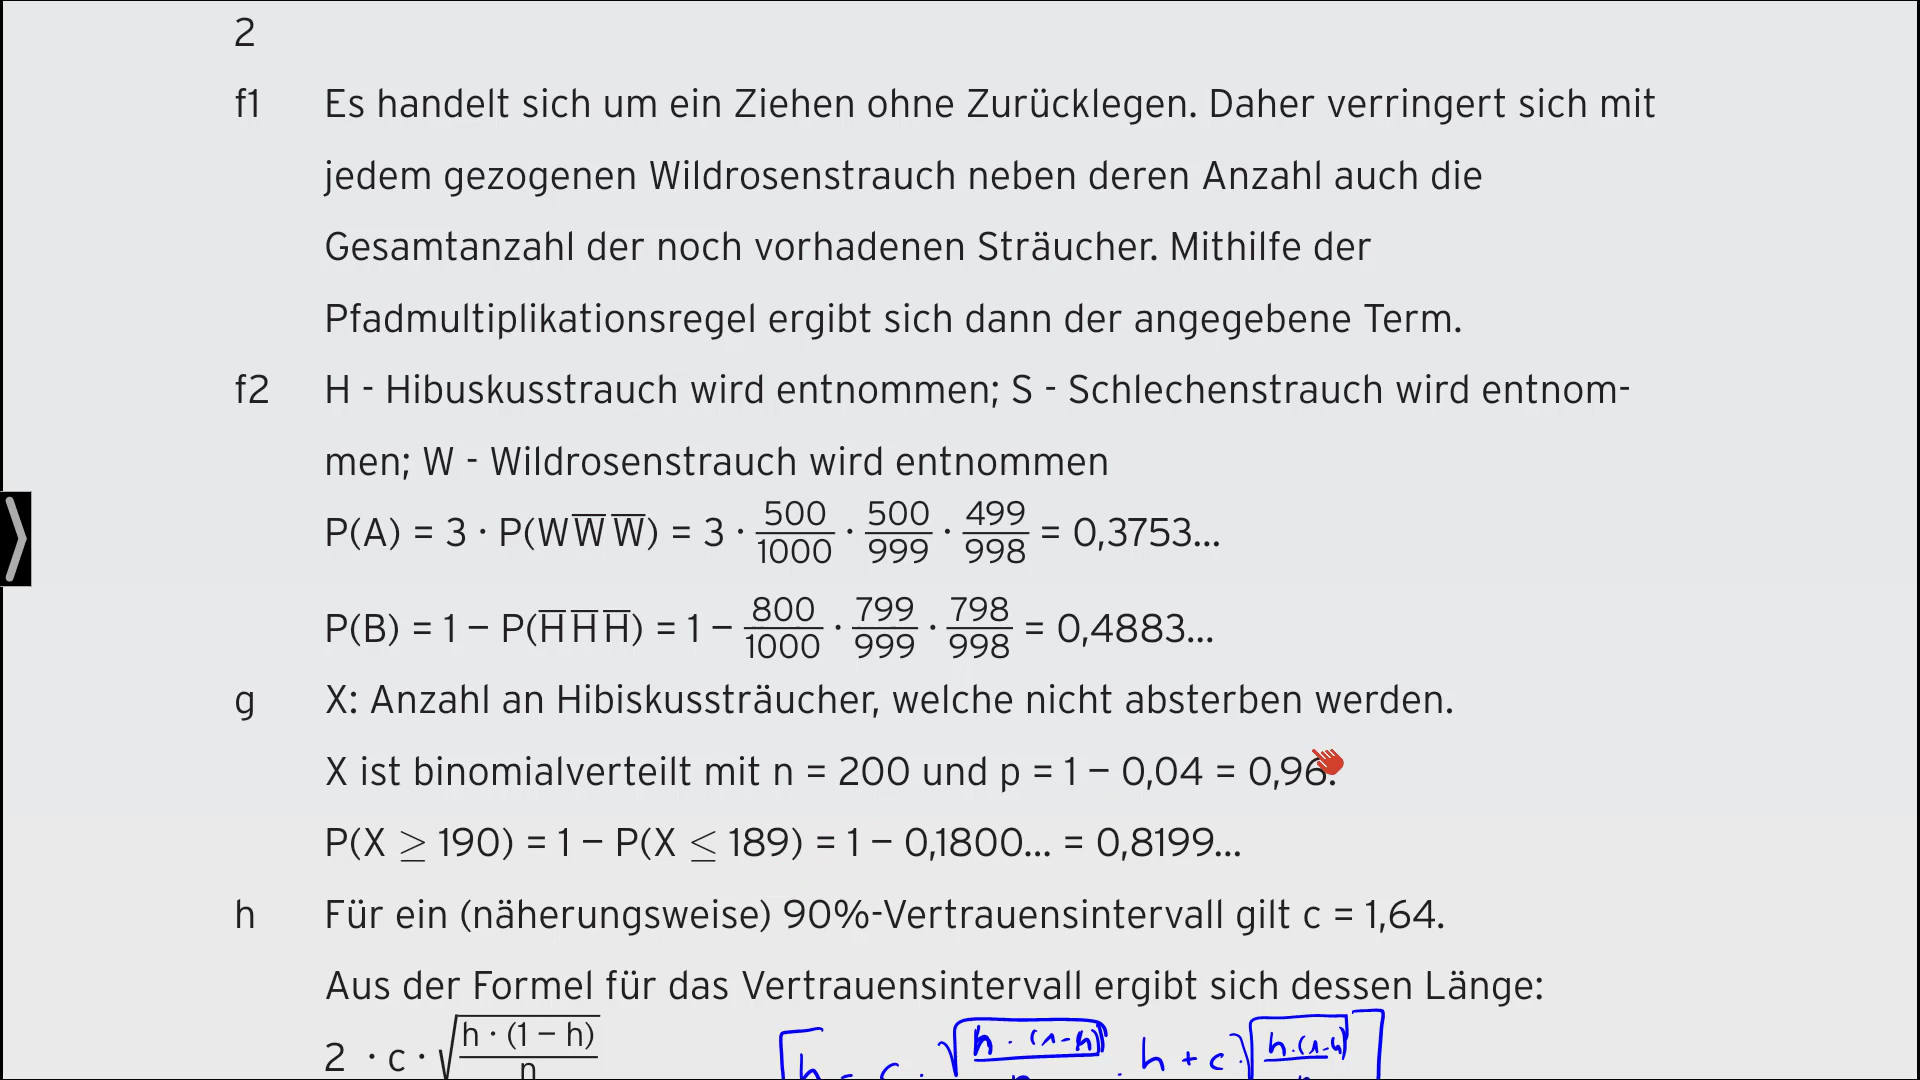 2
f1 Es handelt sich um ein Ziehen ohne Zurücklegen. Daher verringert sich mit
jedem gezogenen Wildrosenstrauch neben deren Anzahl auch die
Gesamtanzahl der noch vorhadenen Sträucher. Mithilfe der
Pfadmultiplikationsregel ergibt sich dann der angegebene Term.
f2 H - Hibuskusstrauch wird entnommen; S - Schlechenstrauch wird entnom-
men; W - Wildrosenstrauch wird entnommen
P(A) = 3 · P(WW̅W̅) = 3 · 500/1000 · 500/999 · 499/998 = 0,3753...
P(B) = 1 − P(H̅H̅H̅) = 1 − 800/1000 · 799/999 · 798/998 = 0,4883...
g X: Anzahl an Hibiskussträucher, welche nicht absterben werden.
X ist binomialverteilt mit n = 200 und p = 1 − 0,04 = 0,96.
P(X ≥ 190) = 1 − P(X ≤ 189) = 1 − 0,1800... = 0,8199...
h Für ein (näherungsweise) 90%-Vertrauensintervall gilt c = 1,64.
Aus der Formel für das Vertrauensintervall ergibt sich dessen Länge:
2 · c · √(h · (1 − h)/n) [h - c · √(h · (1-h)/n) ; h + c · √(h·(1-h)/n)]